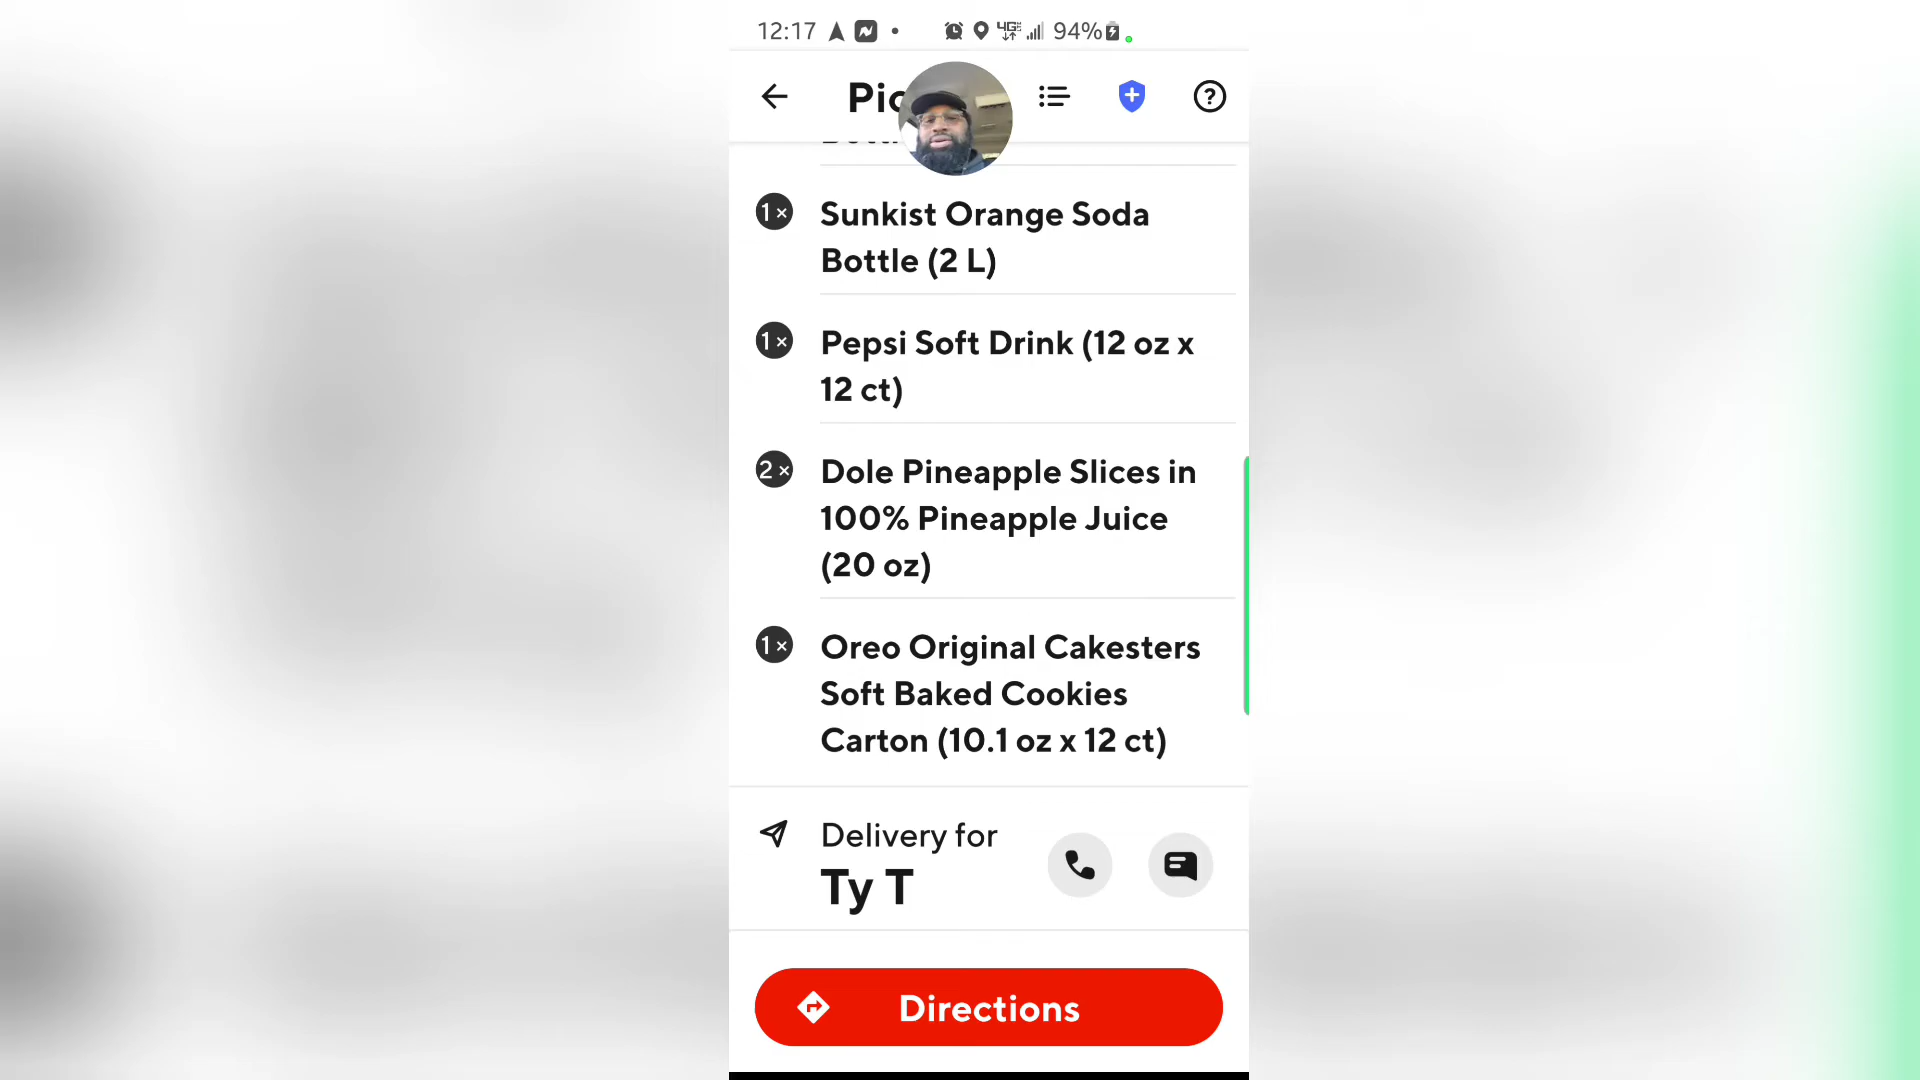 12:17
94%
1 ×
Sunkist Orange Soda
Bottle (2 L)
1 ×
Pepsi Soft Drink (12 oz x
12 ct)
2 ×
Dole Pineapple Slices in
100% Pineapple Juice
(20 oz)
1 ×
Oreo Original Cakesters
Soft Baked Cookies
Carton (10.1 oz x 12 ct)
Delivery for
Ty T
Directions